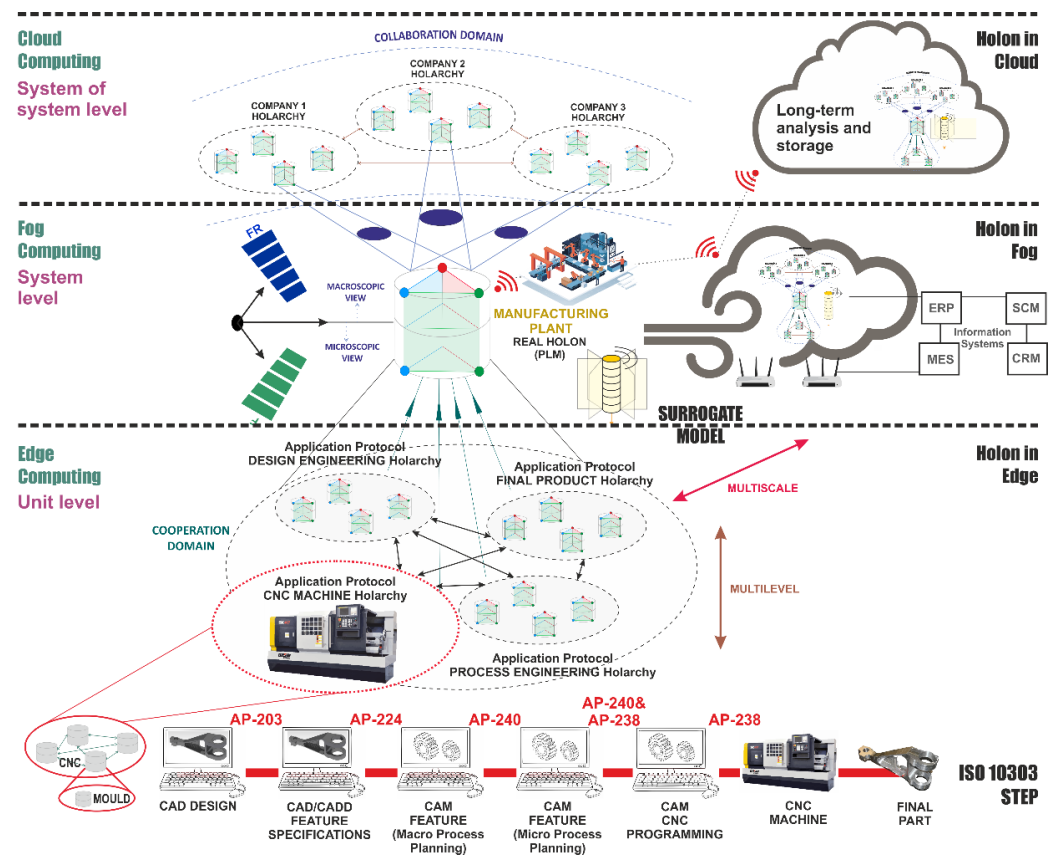 Cloud
Computing
System of
system level
COLLABORATION DOMAIN
COMPANY 2
HOLARCHY
COMPANY 1
HOLARCHY
COMPANY 3
HOLARCHY
Holon in
Cloud
Long-term
analysis and
storage
Fog
Computing
System
level
FR
MACROSCOPIC
VIEW
MICROSCOPIC
VIEW
MANUFACTURING
PLANT
REAL HOLON
(PLM)
Holon in
Fog
ERP
SCM
Information
Systems
MES
CRM
SURROGATE
MODEL
Edge
Computing
Unit level
Application Protocol
DESIGN ENGINEERING Holarchy
Application Protocol
FINAL PRODUCT Holarchy
Holon in
Edge
MULTISCALE
COOPERATION
DOMAIN
Application Protocol
CNC MACHINE Holarchy
MULTILEVEL
Application Protocol
PROCESS ENGINEERING Holarchy
AP-203
AP-224
AP-240
AP-240&
AP-238
AP-238
CNC
MOULD
CAD DESIGN
CAD/CADD
FEATURE
SPECIFICATIONS
CAM
FEATURE
(Macro Process
Planning)
CAM
FEATURE
(Micro Process
Planning)
CAM
CNC
PROGRAMMING
CNC
MACHINE
FINAL
PART
ISO 10303
STEP